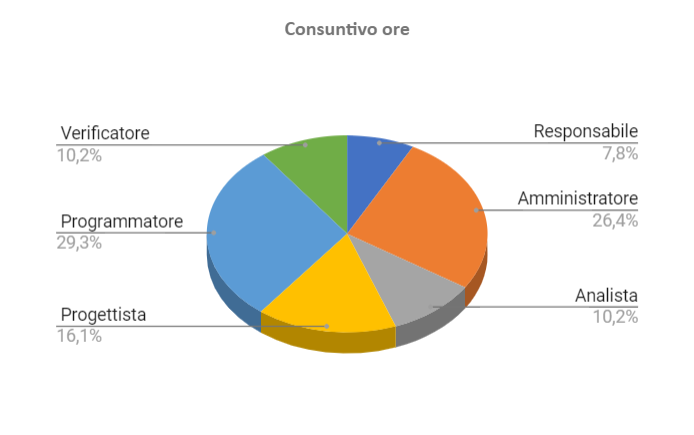 Consuntivo ore
Verificatore
10,2%
Programmatore
29,3%
Progettista
16,1%
Responsabile
7,8%
Amministratore
26,4%
Analista
10,2%